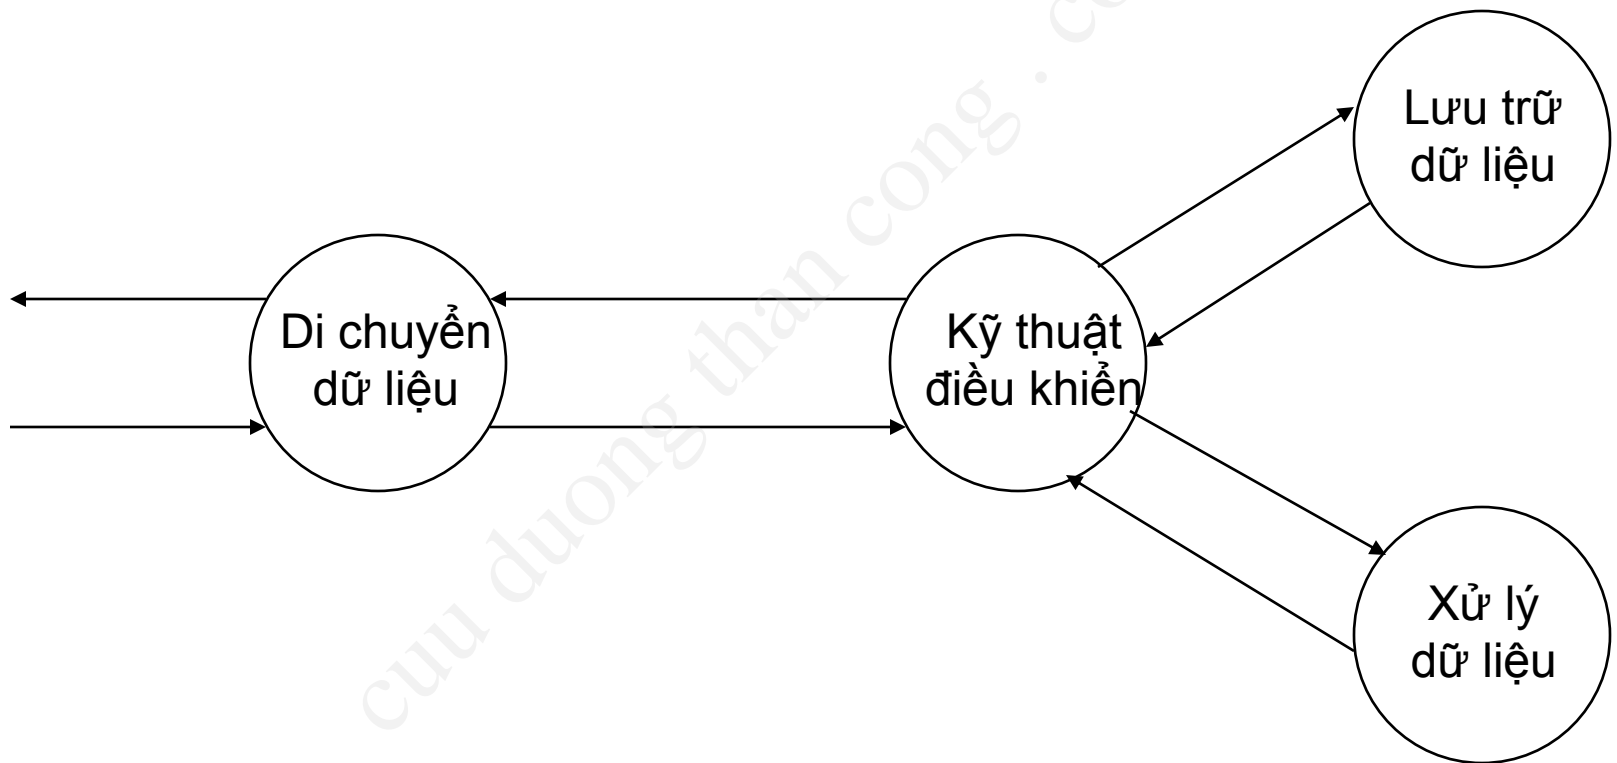 Lưu trữ
dữ liệu
Di chuyển
dữ liệu
Kỹ thuật
điều khiển
Xử lý
dữ liệu
cuu duong than cong . co